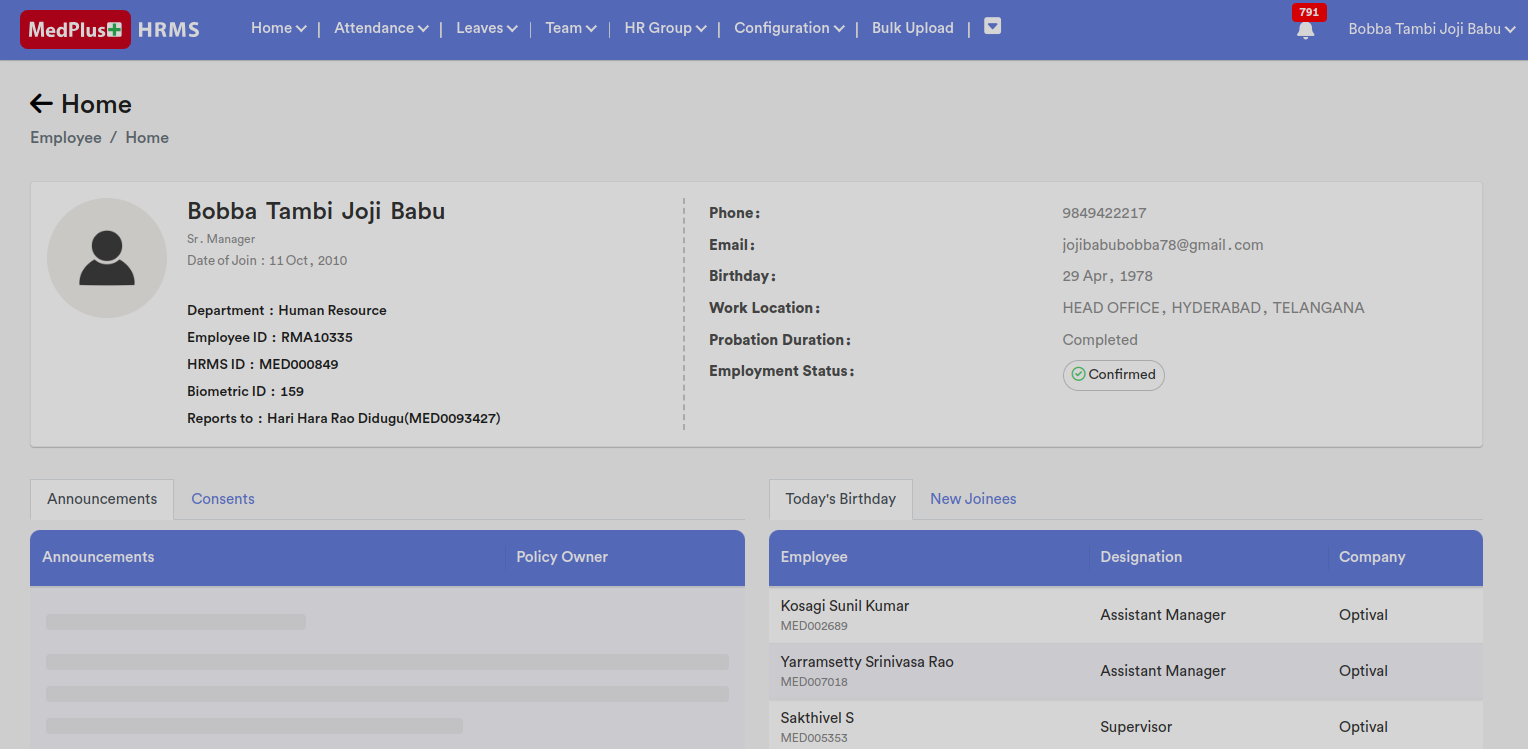 MedPlus HRMS
Home | Attendance | Leaves | Team | HR Group | Configuration | Bulk Upload |
791
Bobba Tambi Joji Babu
Home
Employee / Home
Bobba Tambi Joji Babu
Sr. Manager
Date of Join : 11 Oct, 2010
Department : Human Resource
Employee ID : RMA10335
HRMS ID : MED000849
Biometric ID : 159
Reports to : Hari Hara Rao Didugu(MED0093427)
Phone: 9849422217
Email: jojibabubobba78@gmail.com
Birthday: 29 Apr, 1978
Work Location: HEAD OFFICE, HYDERABAD, TELANGANA
Probation Duration: Completed
Employment Status: Confirmed
Announcements Consents
Announcements Policy Owner
Today's Birthday New Joinees
Employee Designation Company
Kosagi Sunil Kumar Assistant Manager Optival
MED002689
Yarramsetty Srinivasa Rao Assistant Manager Optival
MED007018
Sakthivel S Supervisor Optival
MED005353